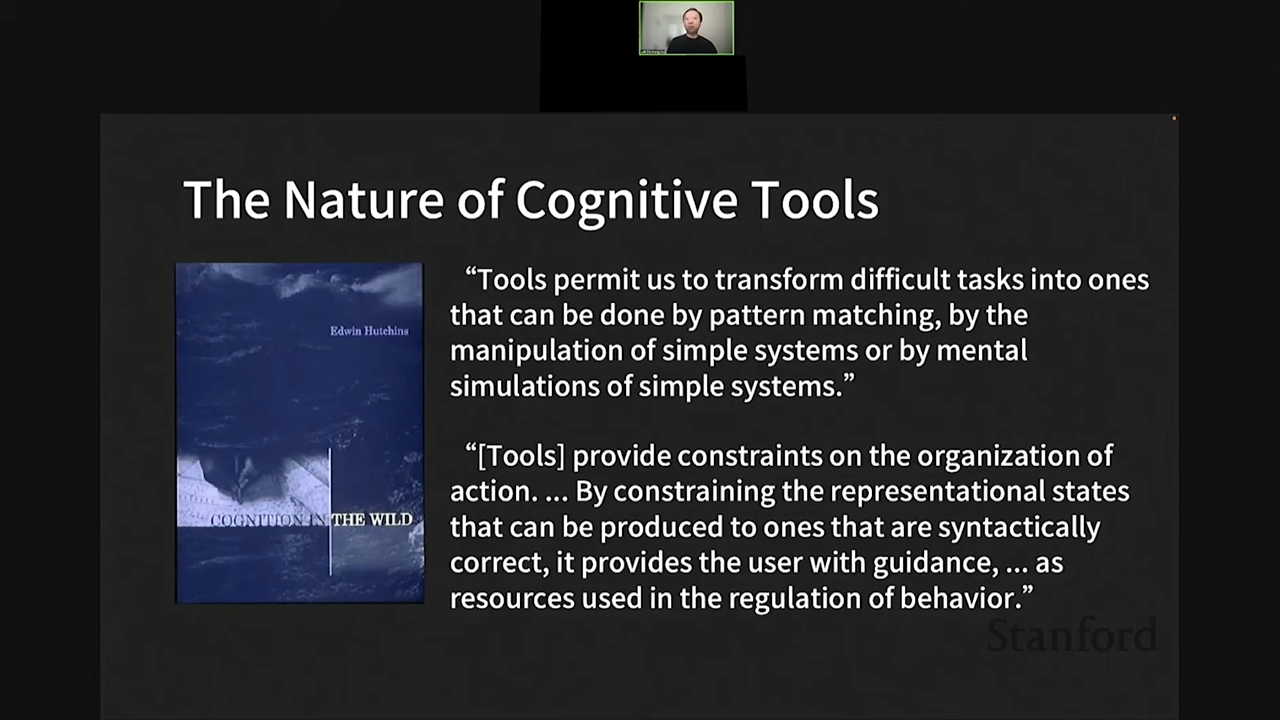 The Nature of Cognitive Tools
Edwin Hutchins
COGNITION IN THE WILD
“Tools permit us to transform difficult tasks into ones
that can be done by pattern matching, by the
manipulation of simple systems or by mental
simulations of simple systems.”
“[Tools] provide constraints on the organization of
action. ... By constraining the representational states
that can be produced to ones that are syntactically
correct, it provides the user with guidance, ... as
resources used in the regulation of behavior.”
Stanford